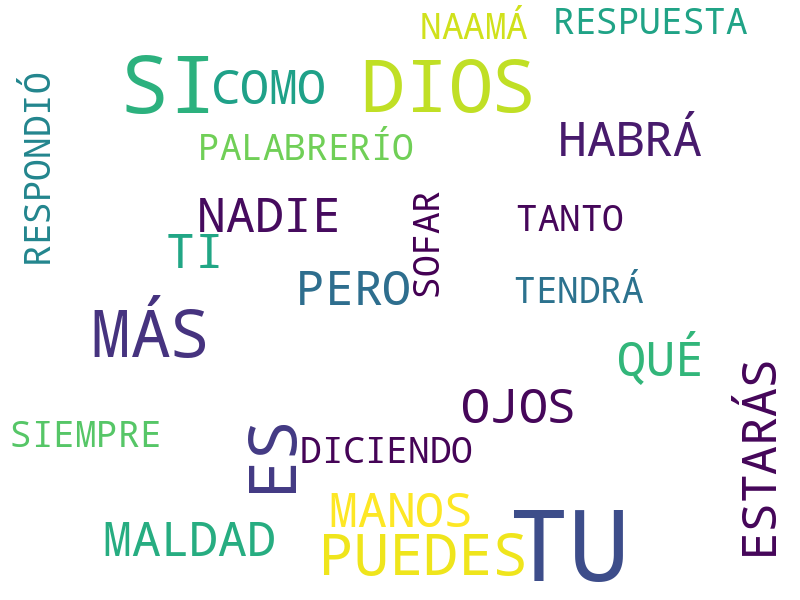 NAAMÁ
RESPUESTA
SI
COMO
DIOS
RESPONDIÓ
PALABRERÍO
HABRÁ
NADIE
SOFAR
TANTO
TI
PERO
TENDRÁ
MÁS
QUÉ
ESTARÁS
OJOS
SIEMPRE
ES
DICIENDO
MANOS
TU
MALDAD
PUEDES